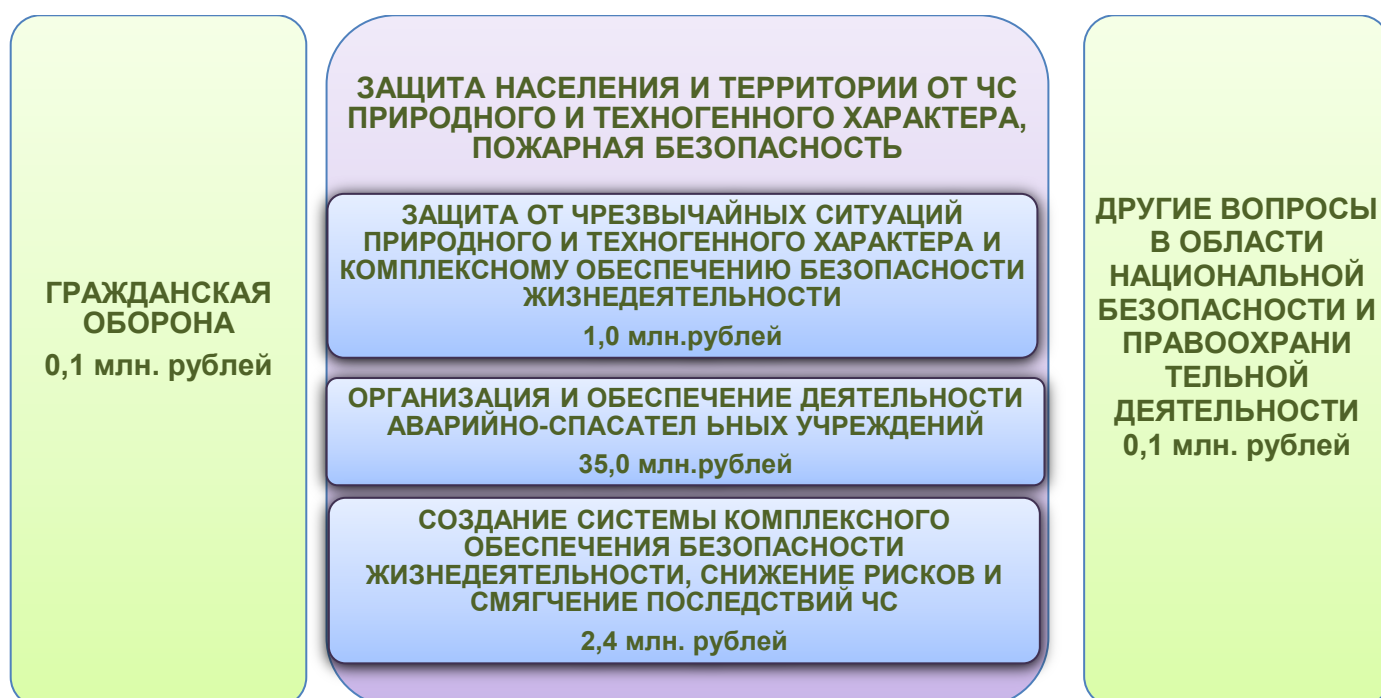 ГРАЖДАНСКАЯ
ОБОРОНА
0,1 млн. рублей
ЗАЩИТА НАСЕЛЕНИЯ И ТЕРРИТОРИИ ОТ ЧС
ПРИРОДНОГО И ТЕХНОГЕННОГО ХАРАКТЕРА,
ПОЖАРНАЯ БЕЗОПАСНОСТЬ
ЗАЩИТА ОТ ЧРЕЗВЫЧАЙНЫХ СИТУАЦИЙ
ПРИРОДНОГО И ТЕХНОГЕННОГО ХАРАКТЕРА И
КОМПЛЕКСНОМУ ОБЕСПЕЧЕНИЮ БЕЗОПАСНОСТИ
ЖИЗНЕДЕЯТЕЛЬНОСТИ
1,0 млн.рублей
ОРГАНИЗАЦИЯ И ОБЕСПЕЧЕНИЕ ДЕЯТЕЛЬНОСТИ
АВАРИЙНО-СПАСАТЕЛ ЬНЫХ УЧРЕЖДЕНИЙ
35,0 млн.рублей
СОЗДАНИЕ СИСТЕМЫ КОМПЛЕКСНОГО
ОБЕСПЕЧЕНИЯ БЕЗОПАСНОСТИ
ЖИЗНЕДЕЯТЕЛЬНОСТИ, СНИЖЕНИЕ РИСКОВ И
СМЯГЧЕНИЕ ПОСЛЕДСТВИЙ ЧС
2,4 млн. рублей
ДРУГИЕ ВОПРОСЫ
В ОБЛАСТИ
НАЦИОНАЛЬНОЙ
БЕЗОПАСНОСТИ И
ПРАВООХРАНИ
ТЕЛЬНОЙ
ДЕЯТЕЛЬНОСТИ
0,1 млн. рублей